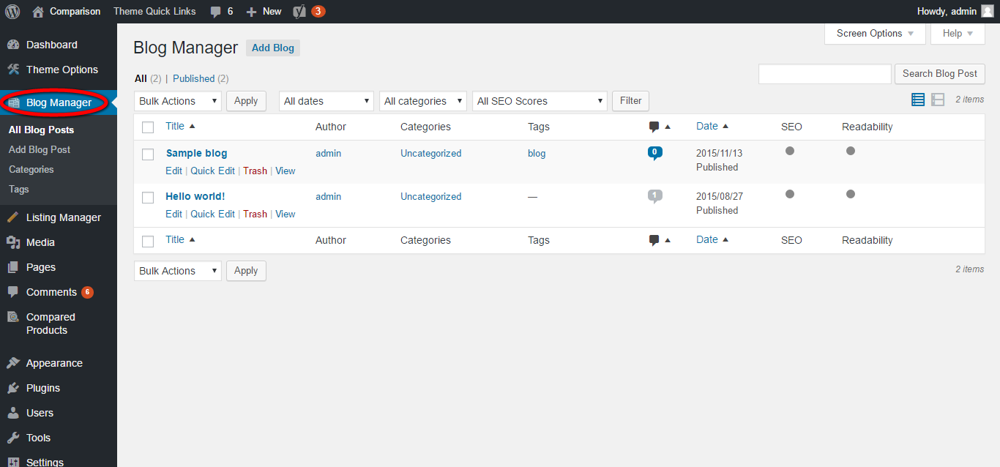 Comparison Theme Quick Links 6 New 3 Howdy, admin
Dashboard
Theme Options
Blog Manager
All Blog Posts
Add Blog Post
Categories
Tags
Listing Manager
Media
Pages
Comments 6
Compared
Products
Appearance
Plugins
Users
Tools
Settings
Screen Options Help
Blog Manager Add Blog
All (2) | Published (2)
Search Blog Post
Bulk Actions Apply All dates All categories All SEO Scores Filter 2 items
Title Author Categories Tags Date SEO Readability
Sample blog admin Uncategorized blog 0 2015/11/13
Published
Edit | Quick Edit | Trash | View
Hello world! admin Uncategorized — 1 2015/08/27
Published
Edit | Quick Edit | Trash | View
Title Author Categories Tags Date SEO Readability
Bulk Actions Apply 2 items